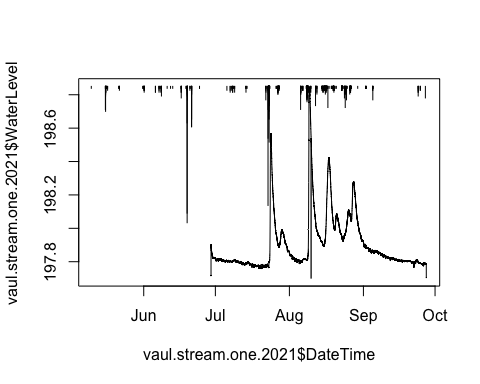 vaul.stream.one.2021$WaterLevel
198.6
198.2
197.8
Jun Jul Aug Sep Oct
vaul.stream.one.2021$DateTime